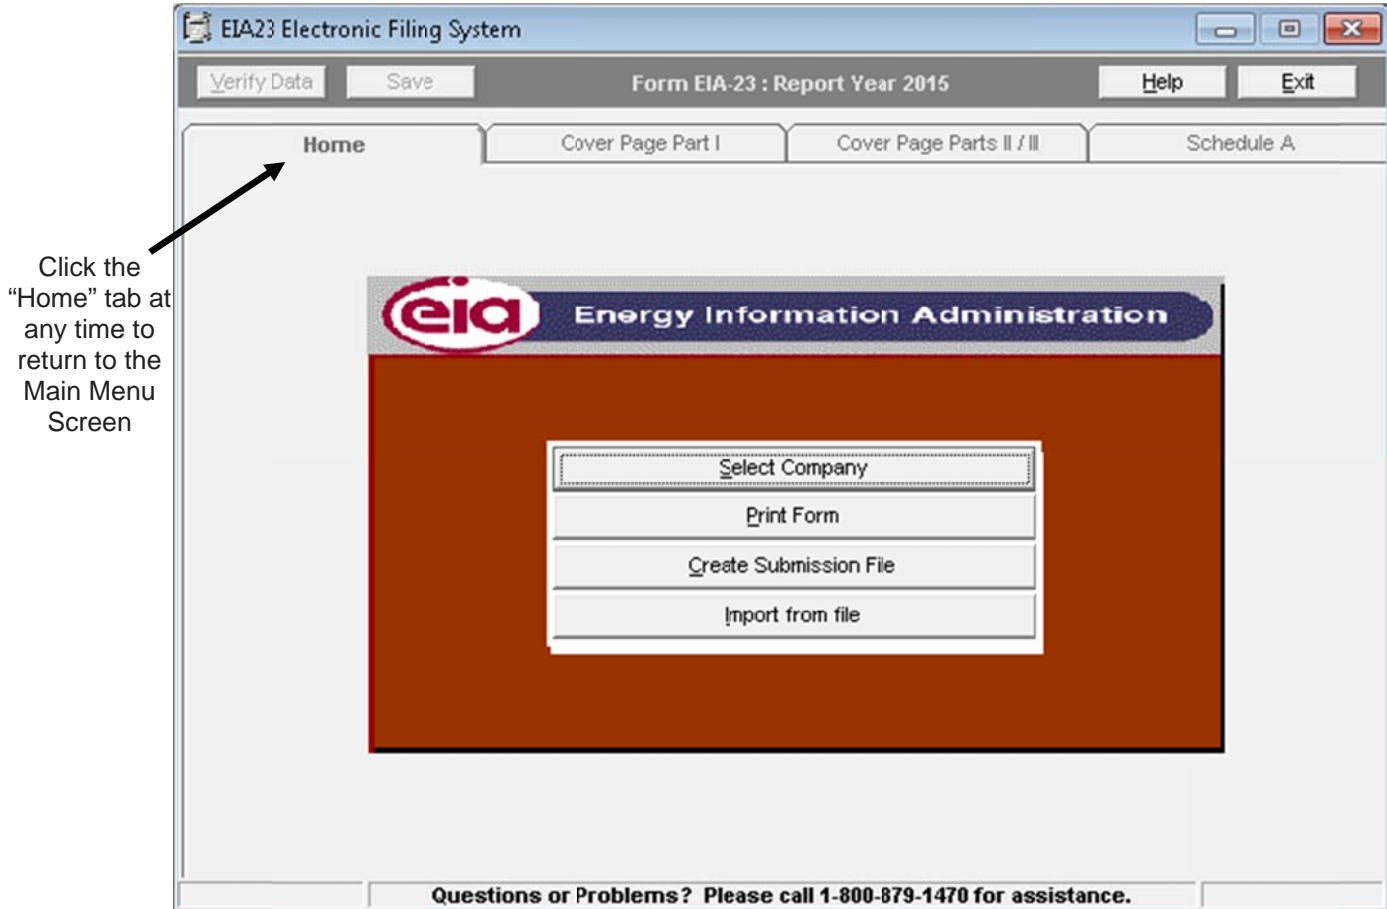 EIA23 Electronic Filing System
Verify Data
Save
Form EIA-23 : Report Year 2015
Help
Exit
Home
Cover Page Part I
Cover Page Parts II / III
Schedule A
Click the
“Home” tab at
any time to
return to the
Main Menu
Screen
eia
Energy Information Administration
Select Company
Print Form
Create Submission File
Import from file
Questions or Problems? Please call 1-800-879-1470 for assistance.